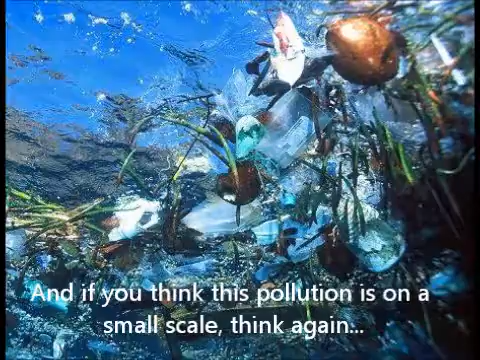 And if you think this pollution is on a
small scale, think again...